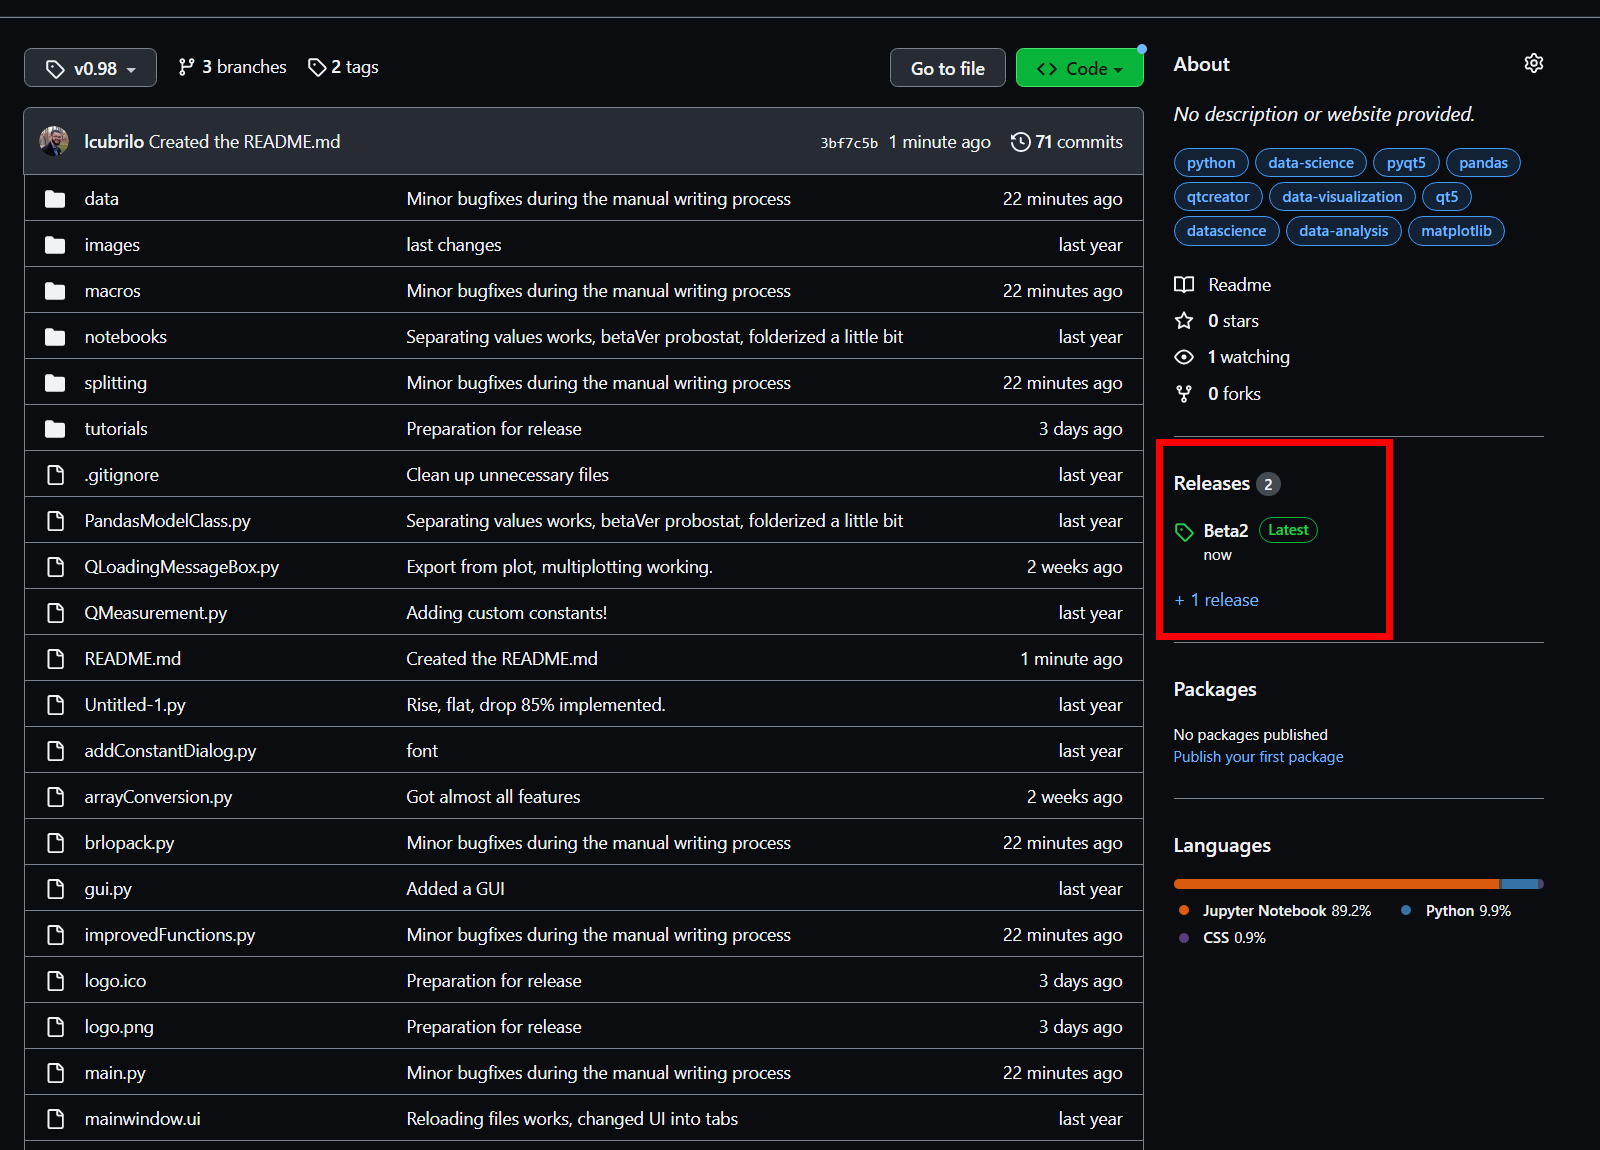 v0.98 3 branches 2 tags Go to file Code
lcubrilo Created the README.md 3bf7c5b 1 minute ago 71 commits
data Minor bugfixes during the manual writing process 22 minutes ago
images last changes last year
macros Minor bugfixes during the manual writing process 22 minutes ago
notebooks Separating values works, betaVer probostat, folderized a little bit last year
splitting Minor bugfixes during the manual writing process 22 minutes ago
tutorials Preparation for release 3 days ago
.gitignore Clean up unnecessary files last year
PandasModelClass.py Separating values works, betaVer probostat, folderized a little bit last year
QLoadingMessageBox.py Export from plot, multiplotting working. 2 weeks ago
QMeasurement.py Adding custom constants! last year
README.md Created the README.md 1 minute ago
Untitled-1.py Rise, flat, drop 85% implemented. last year
addConstantDialog.py font last year
arrayConversion.py Got almost all features 2 weeks ago
brlopack.py Minor bugfixes during the manual writing process 22 minutes ago
gui.py Added a GUI last year
improvedFunctions.py Minor bugfixes during the manual writing process 22 minutes ago
logo.ico Preparation for release 3 days ago
logo.png Preparation for release 3 days ago
main.py Minor bugfixes during the manual writing process 22 minutes ago
mainwindow.ui Reloading files works, changed UI into tabs last year
About
No description or website provided.
python data-science pyqt5 pandas
qtcreator data-visualization qt5
datascience data-analysis matplotlib
Readme
0 stars
1 watching
0 forks
Releases 2
Beta2 Latest
now
+ 1 release
Packages
No packages published
Publish your first package
Languages
Jupyter Notebook 89.2% Python 9.9%
CSS 0.9%